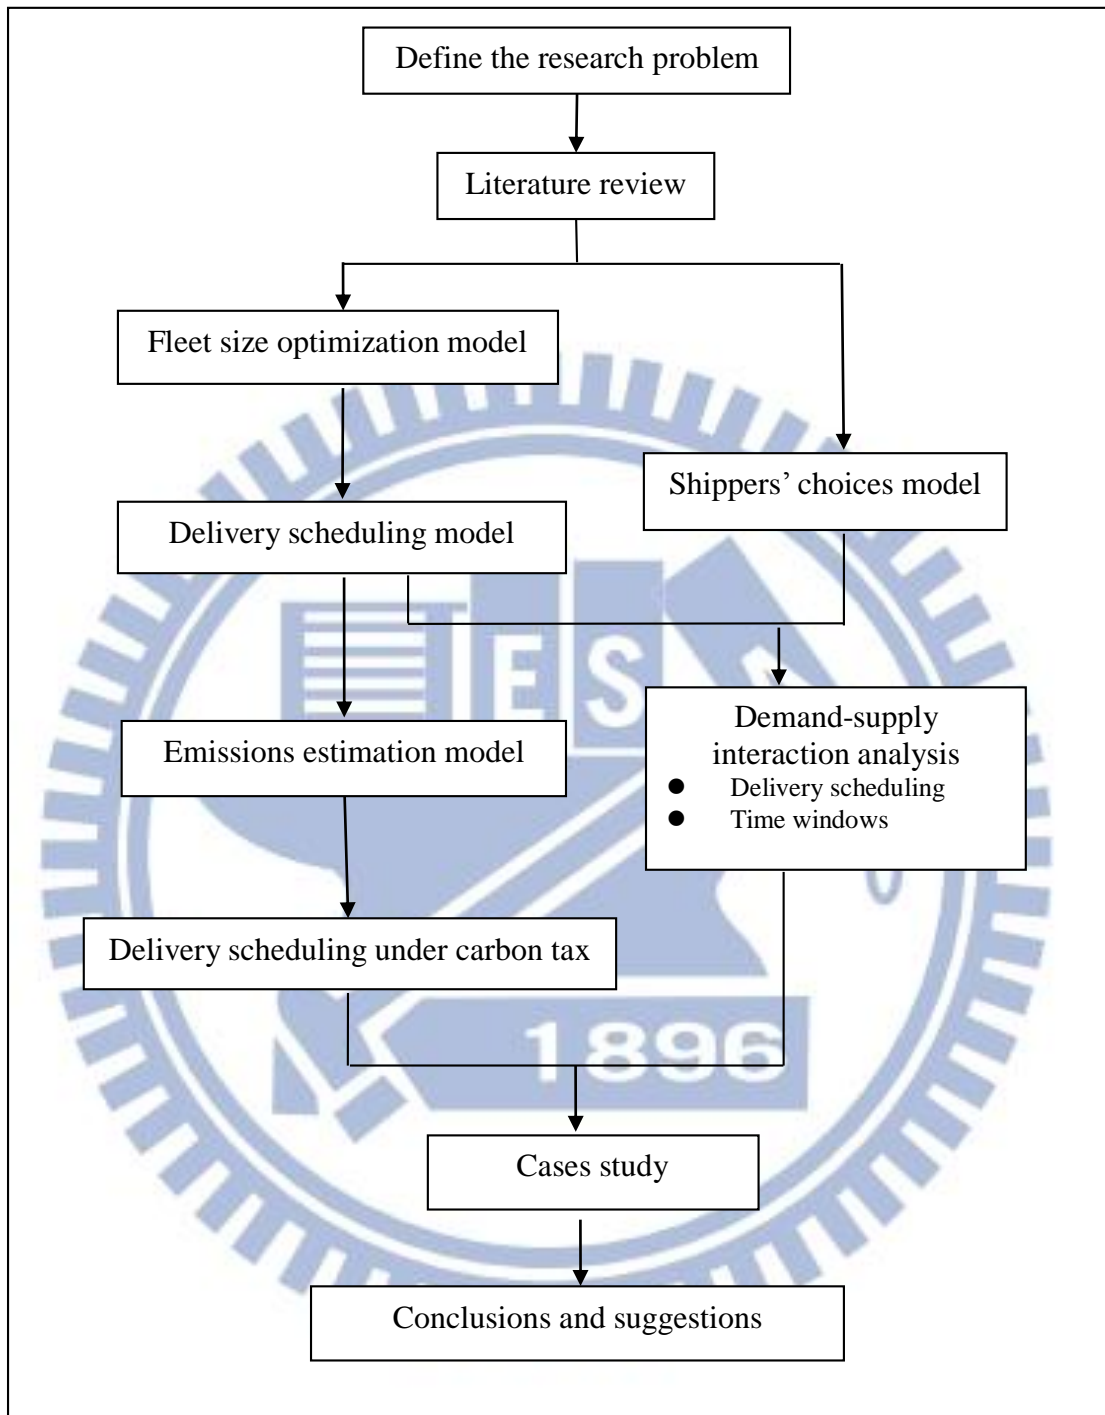 Define the research problem
Literature review
Fleet size optimization model
Shippers’ choices model
Delivery scheduling model
Demand-supply
interaction analysis
● Delivery scheduling
● Time windows
Emissions estimation model
Delivery scheduling under carbon tax
E S A
1896
Cases study
Conclusions and suggestions